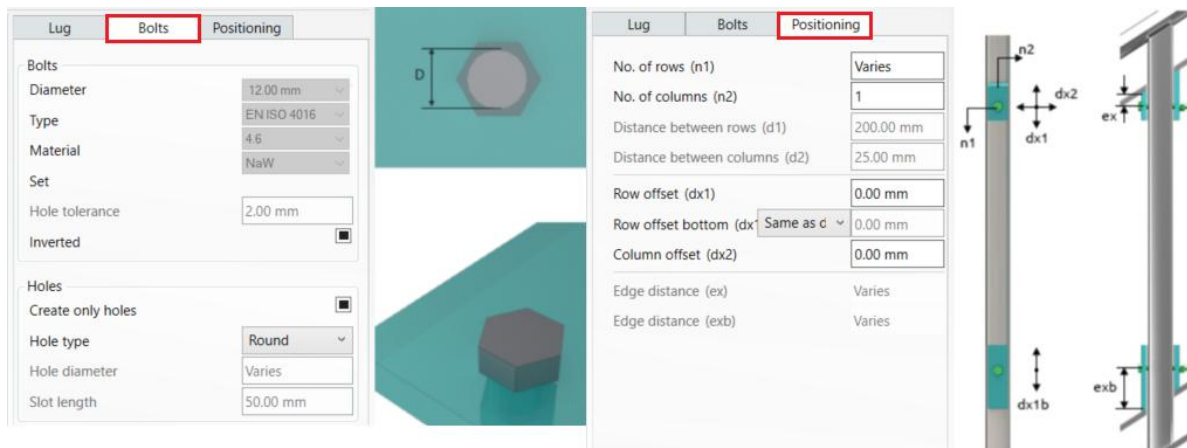 Lug Bolts Positioning
Bolts
Diameter 12.00 mm
Type EN ISO 4016
Material 4.6
Set NaW
Hole tolerance 2.00 mm
Inverted
Holes
Create only holes
Hole type Round
Hole diameter Varies
Slot length 50.00 mm
D
Lug Bolts Positioning
No. of rows (n1) Varies
No. of columns (n2) 1
Distance between rows (d1) 200.00 mm
Distance between columns (d2) 25.00 mm
Row offset (dx1) 0.00 mm
Row offset bottom (dx1 Same as d 0.00 mm
Column offset (dx2) 0.00 mm
Edge distance (ex) Varies
Edge distance (exb) Varies
n2
dx2
n1
dx1
dx1b
ex
exb